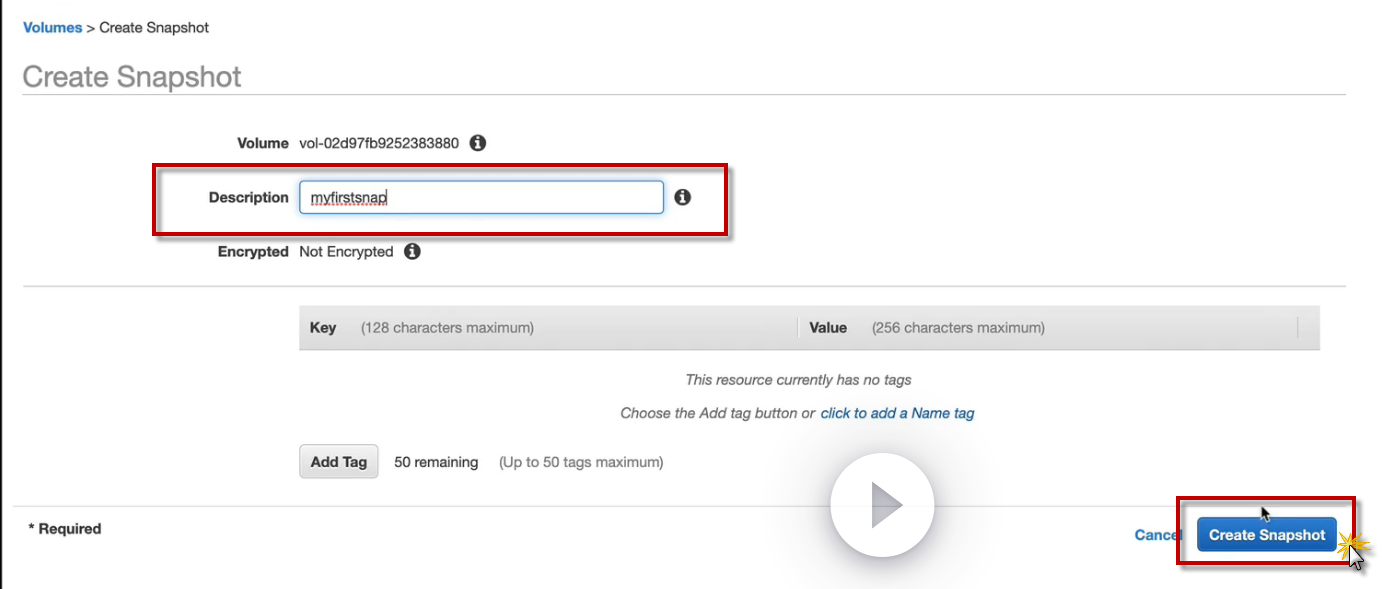 Volumes > Create Snapshot
Create Snapshot
Volume vol-02d97fb9252383880
Description myfirstsnap
Encrypted Not Encrypted
Key (128 characters maximum) Value (256 characters maximum)
This resource currently has no tags
Choose the Add tag button or click to add a Name tag
Add Tag 50 remaining (Up to 50 tags maximum)
* Required
Cancel Create Snapshot